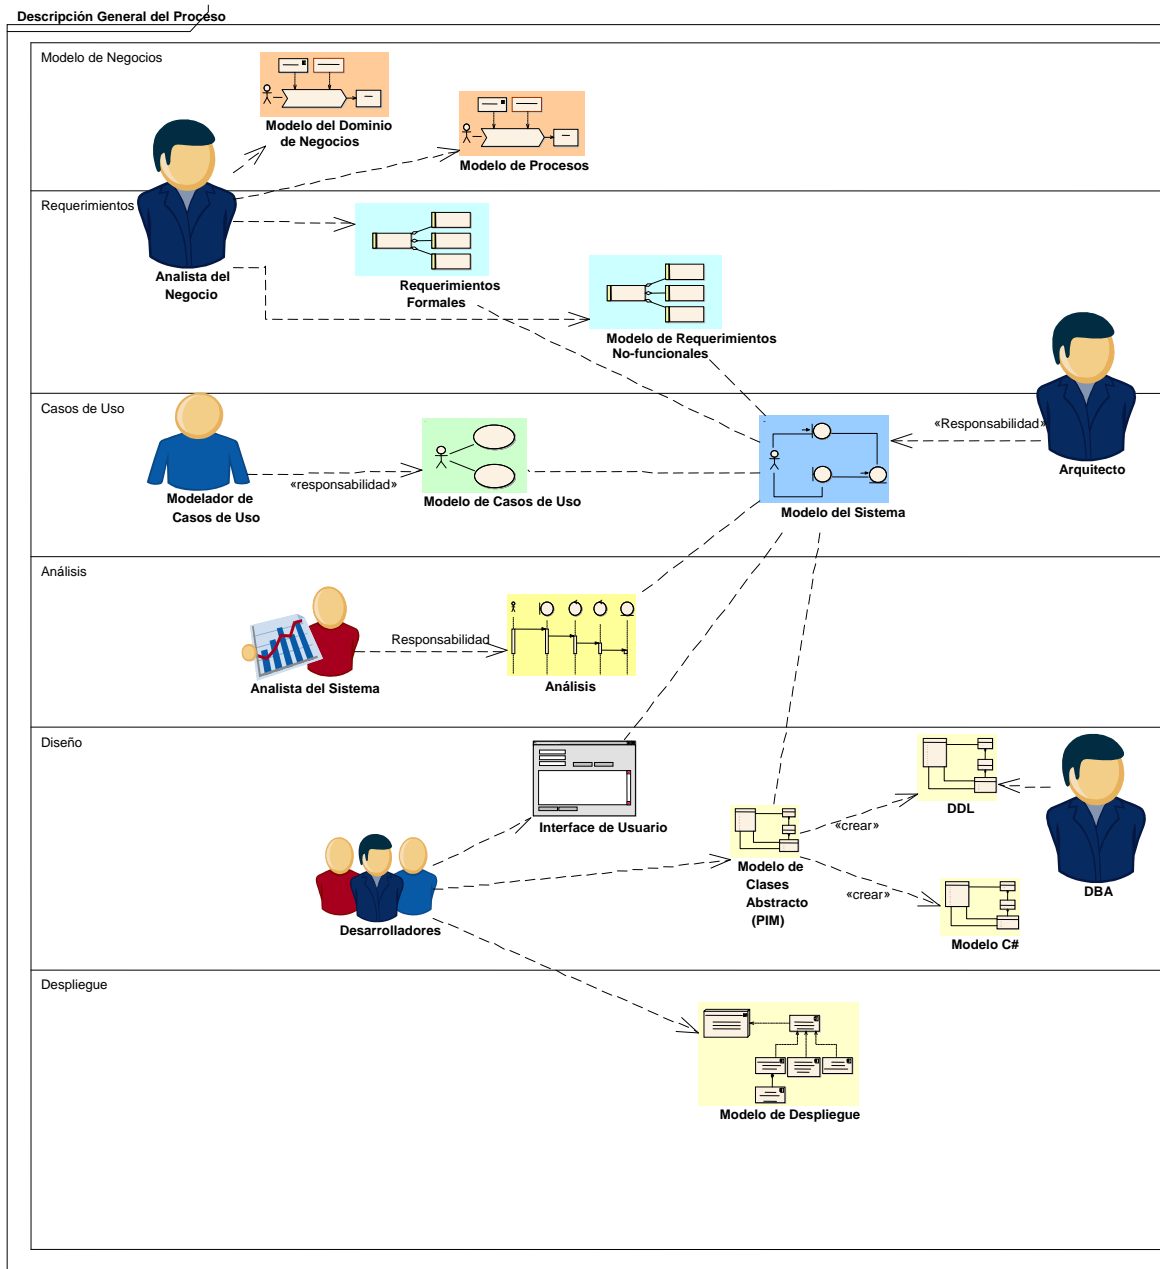 Descripción General del Proceso
Modelo de Negocios
Modelo del Dominio
de Negocios
Modelo de Procesos
Requerimientos
Analista del
Negocio
Requerimientos
Formales
Modelo de Requerimientos
No-funcionales
Casos de Uso
«Responsabilidad»
Arquitecto
«responsabilidad»
Modelador de
Casos de Uso
Modelo de Casos de Uso
Modelo del Sistema
Análisis
Responsabilidad
Analista del Sistema
Análisis
Diseño
Interface de Usuario
«crear»
DDL
Modelo de
Clases
Abstracto
(PIM)
«crear»
DBA
Desarrolladores
Modelo C#
Despliegue
Modelo de Despliegue